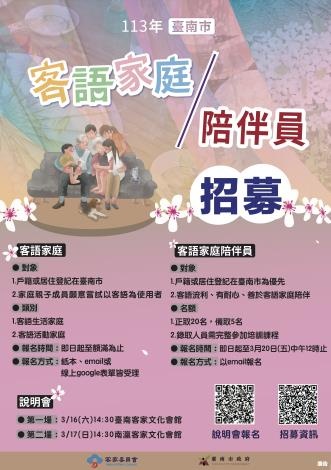 113年 臺南市
客語家庭
陪伴員
招募
客語家庭
● 對象
1.戶籍或居住登記在臺南市
2.家庭親子成員願意嘗試以客語為使用者
● 類別
1.客語生活家庭
2.客語活動家庭
● 報名時間：即日起至額滿為止
● 報名方式：紙本、email或
線上google表單皆受理
客語家庭陪伴員
● 對象
1.戶籍或居住登記在臺南市為優先
2.客語流利、有耐心、善於客語家庭陪伴
● 名額
1.正取20名，備取5名
2.錄取人員需完整參加培訓課程
● 報名時間：即日起至3月20日(五)中午12時止
● 報名方式：以email報名
說明會
● 第一場：3/16(六)14:30臺南客家文化會館
● 第二場：3/17(日)14:30南瀛客家文化會館
說明會報名
招募資訊
客家委員會
臺南市政府
廣告